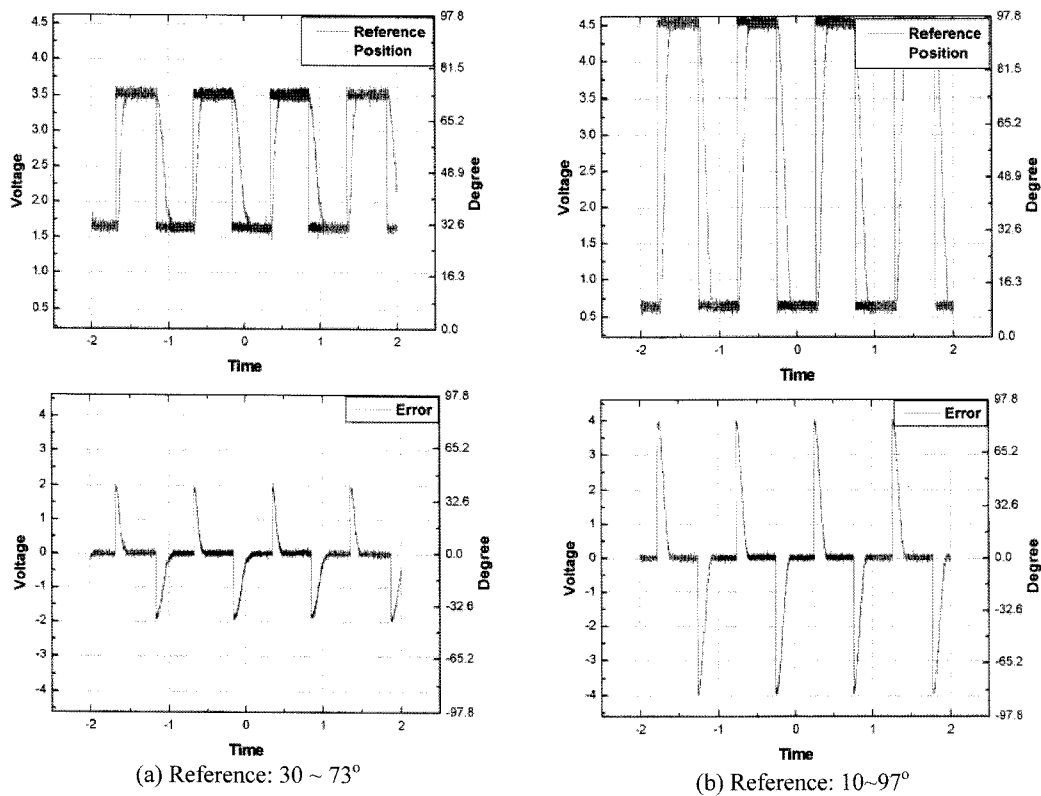 Reference
Position
4.5
4.0
3.5
3.0
2.5
2.0
1.5
1.0
0.5
Voltage
97.8
81.5
65.2
48.9
32.6
16.3
0.0
Degree
-2 -1 0 1 2
Time
Reference
Position
4.5
4.0
3.5
3.0
2.5
2.0
1.5
1.0
0.5
Voltage
97.8
81.5
65.2
48.9
32.6
16.3
0.0
Degree
-2 -1 0 1 2
Time
Error
4
3
2
1
0
-1
-2
-3
-4
Voltage
97.8
65.2
32.6
0.0
-32.6
-65.2
-97.8
Degree
-2 -1 0 1 2
Time
(a) Reference: 30 ~ 73°
Error
4
3
2
1
0
-1
-2
-3
-4
Voltage
97.8
65.2
32.6
0.0
-32.6
-65.2
-97.8
Degree
-2 -1 0 1 2
Time
(b) Reference: 10~97°